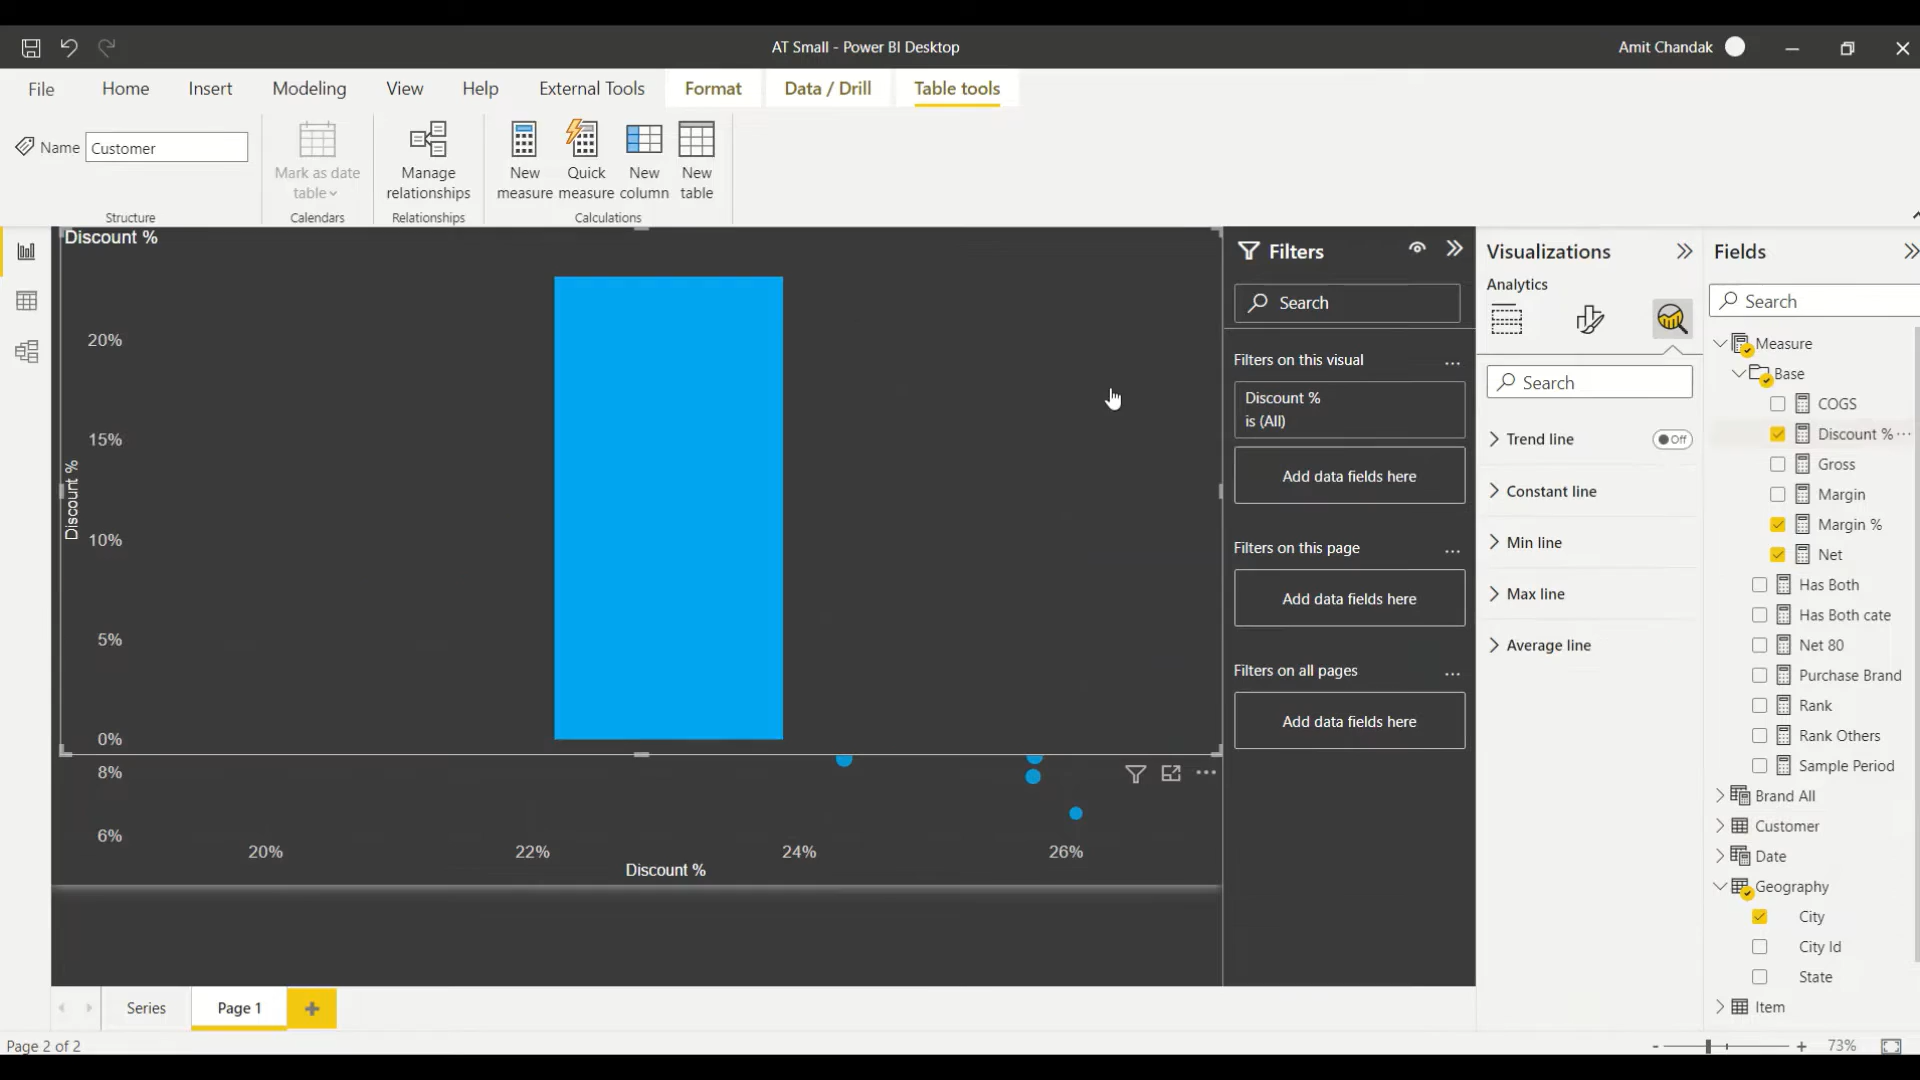 AT Small - Power BI Desktop
Amit Chandak
File
Home
Insert
Modeling
View
Help
External Tools
Format
Data / Drill
Table tools
Name
Customer
Mark as date
table
Manage
relationships
New
measure
Quick
measure
New
column
New
table
Structure
Calendars
Relationships
Calculations
Discount %
20%
15%
10%
5%
0%
Discount %
8%
6%
20%
22%
24%
26%
Discount %
Filters
Search
Filters on this visual
...
Discount %
is (All)
Add data fields here
Filters on this page
...
Add data fields here
Filters on all pages
...
Add data fields here
Visualizations
Analytics
Search
Trend line
Off
Constant line
Min line
Max line
Average line
Fields
Search
Measure
Base
COGS
Discount % ...
Gross
Margin
Margin %
Net
Has Both
Has Both cate
Net 80
Purchase Brand
Rank
Rank Others
Sample Period
Brand All
Customer
Date
Geography
City
City Id
State
Item
Series
Page 1
Page 2 of 2
- + 73%